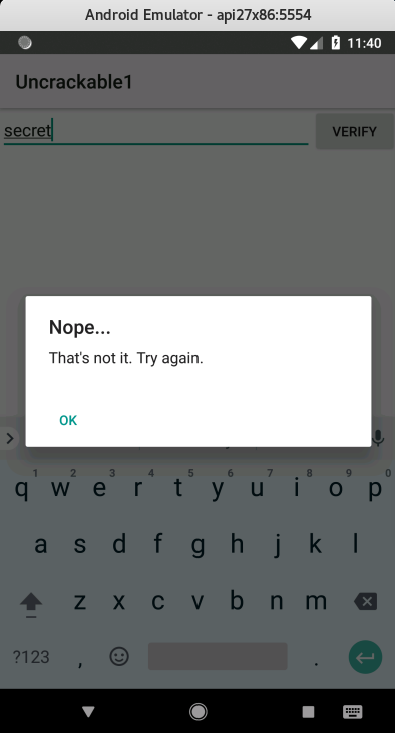 Android Emulator - api27x86:5554
11:40
Uncrackable1
secret
VERIFY
Nope...
That's not it. Try again.
OK
1 2 3 4 5 6 7 8 9 0
q w e r t y u i o p
a s d f g h j k l
z x c v b n m
?123 , .